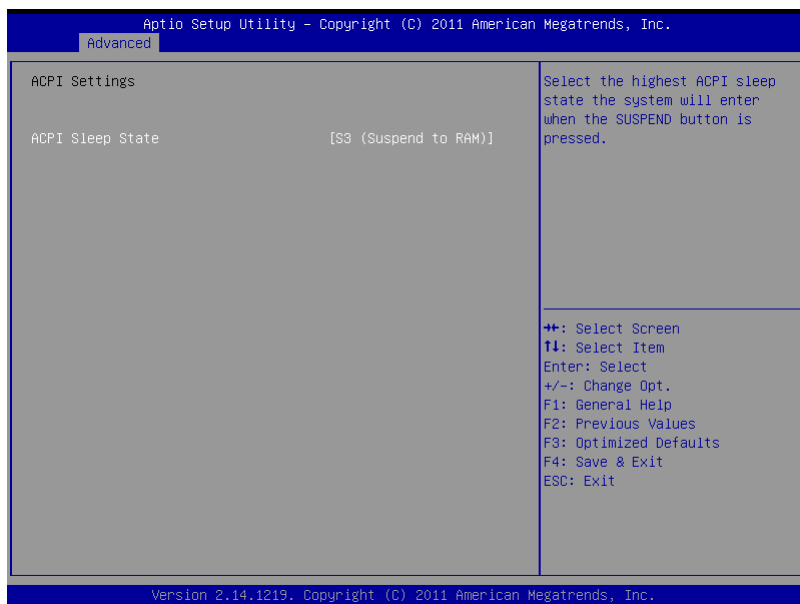 Aptio Setup Utility – Copyright (C) 2011 American Megatrends, Inc.
Advanced
ACPI Settings
ACPI Sleep State [S3 (Suspend to RAM)]
Select the highest ACPI sleep
state the system will enter
when the SUSPEND button is
pressed.
→←: Select Screen
↑↓: Select Item
Enter: Select
+/-: Change Opt.
F1: General Help
F2: Previous Values
F3: Optimized Defaults
F4: Save & Exit
ESC: Exit
Version 2.14.1219. Copyright (C) 2011 American Megatrends, Inc.